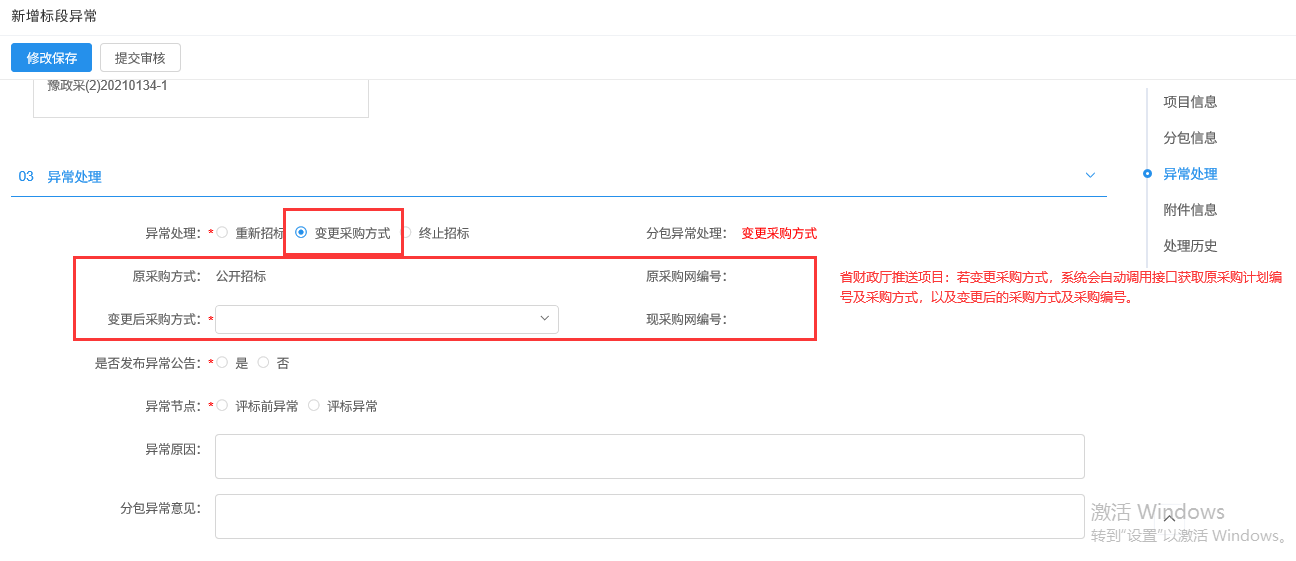 新增标段异常
修改保存 提交审核
豫政采(2)20210134-1
项目信息
分包信息
异常处理
附件信息
处理历史
03 异常处理
异常处理：* 重新招标 变更采购方式 终止招标 分包异常处理： 变更采购方式
原采购方式： 公开招标 原采购网编号：
变更后采购方式：* 现采购网编号：
省财政厅推送项目：若变更采购方式，系统会自动调用接口获取原采购计划编
号及采购方式，以及变更后的采购方式及采购编号。
是否发布异常公告：* 是 否
异常节点：* 评标前异常 评标异常
异常原因：
分包异常意见：
激活 Windows
转到“设置”以激活 Windows。